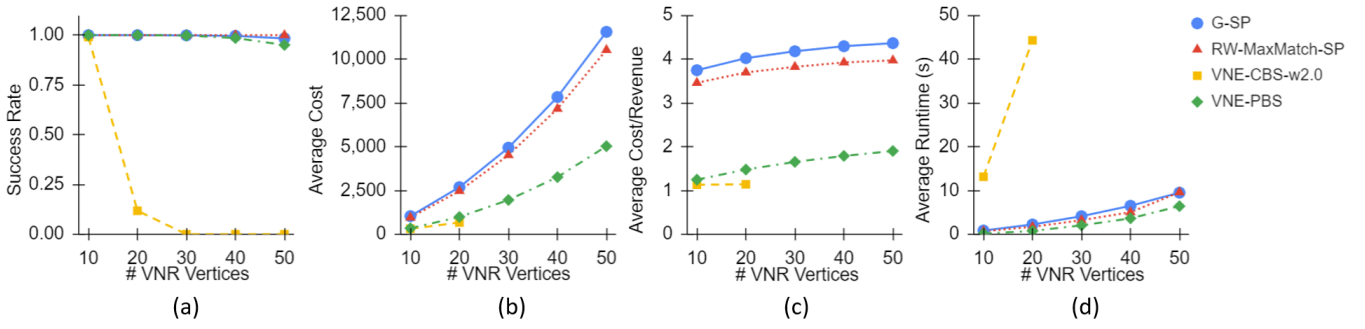 Success Rate
1.00
0.75
0.50
0.25
0.00
10 20 30 40 50
# VNR Vertices
(a)
Average Cost
12,500
10,000
7,500
5,000
2,500
0
10 20 30 40 50
# VNR Vertices
(b)
Average Cost/Revenue
5
4
3
2
1
0
10 20 30 40 50
# VNR Vertices
(c)
Average Runtime (s)
50
40
30
20
10
0
10 20 30 40 50
# VNR Vertices
(d)
G-SP
RW-MaxMatch-SP
VNE-CBS-w2.0
VNE-PBS